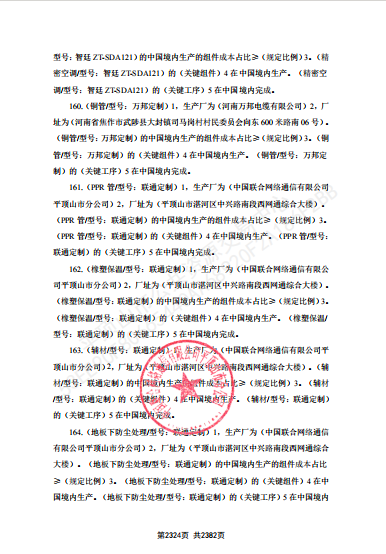 型号：智廷 ZT-SDA121）的中国境内生产的组件成本占比≥（规定比例）3。（精
密空调/型号：智廷 ZT-SDA121）的（关键组件）4 在中国境内生产。（精密空
调/型号：智廷 ZT-SDA121）的（关键工序）5 在中国境内完成。
160.（铜管/型号：万邦定制）1，生产厂为（河南万邦电缆有限公司）2，厂
址为（河南省焦作市武陟县大封镇司马岗村村民委员会向东 600 米路南 06 号）。
（铜管/型号：万邦定制）的中国境内生产的组件成本占比≥（规定比例）3。（铜
管/型号：万邦定制）的（关键组件）4 在中国境内生产。（铜管/型号：万邦定
制）的（关键工序）5 在中国境内完成。
161.（PPR 管/型号：联通定制）1，生产厂为（中国联合网络通信有限公司
平顶山市分公司）2，厂址为（平顶山市湛河区中兴路南段西网通综合大楼）。
（PPR 管/型号：联通定制）的中国境内生产的组件成本占比≥（规定比例）3。
（PPR 管/型号：联通定制）的（关键组件）4 在中国境内生产。（PPR 管/型号：
联通定制）的（关键工序）5 在中国境内完成。
162.（橡塑保温/型号：联通定制）1，生产厂为（中国联合网络通信有限公
司平顶山市分公司）2，厂址为（平顶山市湛河区中兴路南段西网通综合大楼）。
（橡塑保温/型号：联通定制）的中国境内生产的组件成本占比≥（规定比例）3。
（橡塑保温/型号：联通定制）的（关键组件）4 在中国境内生产。（橡塑保温/
型号：联通定制）的（关键工序）5 在中国境内完成。
163.（辅材/型号：联通定制）1，生产厂为（中国联合网络通信有限公司平
顶山市分公司）2，厂址为（平顶山市湛河区中兴路南段西网通综合大楼）。（辅
材/型号：联通定制）的中国境内生产的组件成本占比≥（规定比例）3。（辅材
/型号：联通定制）的（关键组件）4 在中国境内生产。（辅材/型号：联通定制）
的（关键工序）5 在中国境内完成。
164.（地板下防尘处理/型号：联通定制）1，生产厂为（中国联合网络通信
有限公司平顶山市分公司）2，厂址为（平顶山市湛河区中兴路南段西网通综合
大楼）。（地板下防尘处理/型号：联通定制）的中国境内生产的组件成本占比
≥（规定比例）3。（地板下防尘处理/型号：联通定制）的（关键组件）4 在中
国境内生产。（地板下防尘处理/型号：联通定制）的（关键工序）5 在中国境内
第2324页 共2382页